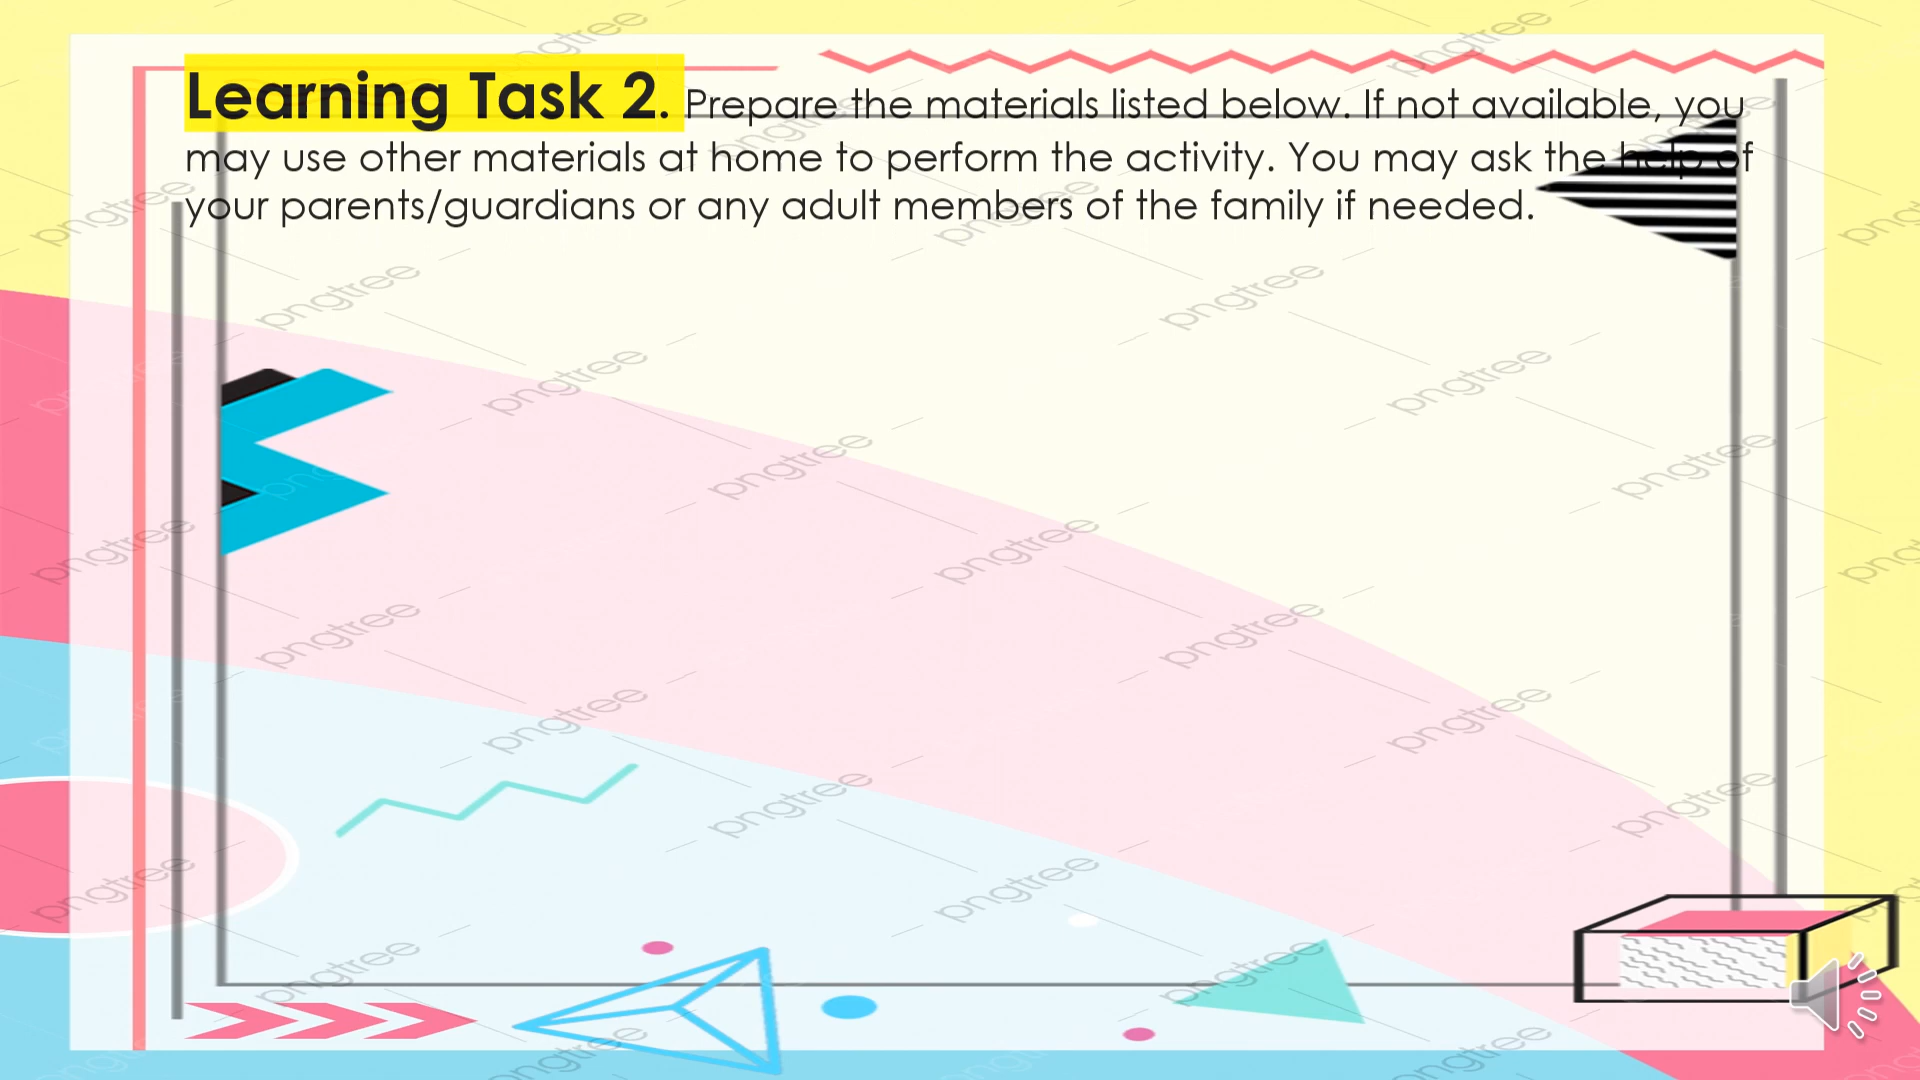 Learning Task 2. Prepare the materials listed below. If not available, you
may use other materials at home to perform the activity. You may ask the help of
your parents/guardians or any adult members of the family if needed.
pngtree